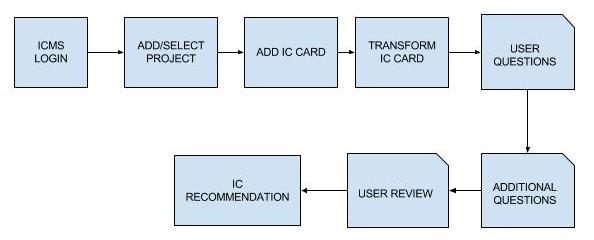 ICMS
LOGIN
ADD/SELECT
PROJECT
ADD IC CARD
TRANSFORM
IC CARD
USER
QUESTIONS
ADDITIONAL
QUESTIONS
USER REVIEW
IC
RECOMMENDATION